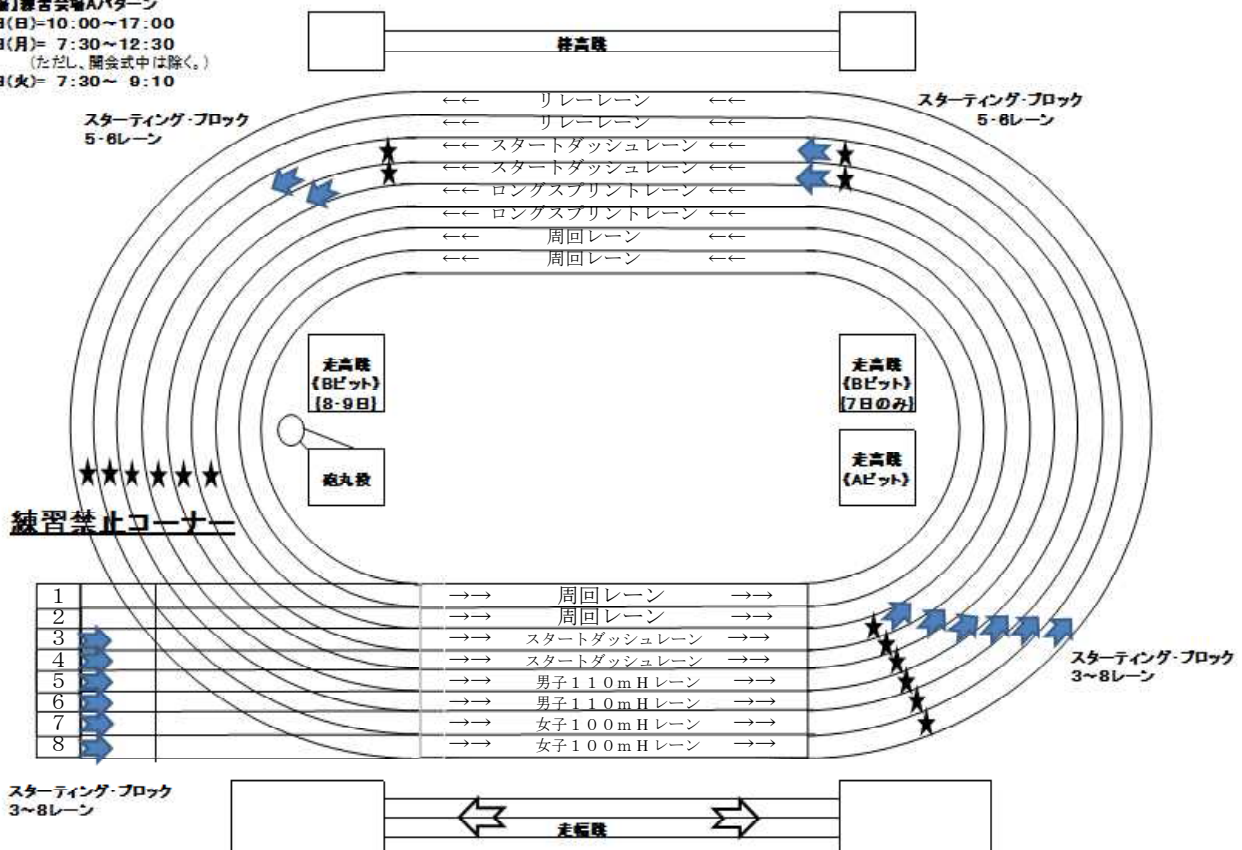 練習会場Aパターン
(日)=10:00~17:00
(月)= 7:30~12:30
(ただし、開会式中は除く。)
(火)= 7:30~ 9:10
棒高跳
スターティング・ブロック
5・6レーン
スターティング・ブロック
5・6レーン
←← リレーレーン ←←
←← リレーレーン ←←
←← スタートダッシュレーン ←←
←← スタートダッシュレーン ←←
←← ロングスプリントレーン ←←
←← ロングスプリントレーン ←←
←← 周回レーン ←←
←← 周回レーン ←←
走高跳
《Bピット》
{8・9日}
走高跳
《Bピット》
{7日のみ}
砲丸投
走高跳
《Aピット》
練習禁止コーナー
1 →→ 周回レーン →→
2 →→ 周回レーン →→
3 →→ スタートダッシュレーン →→
4 →→ スタートダッシュレーン →→
5 →→ 男子110mHレーン →→
6 →→ 男子110mHレーン →→
7 →→ 女子100mHレーン →→
8 →→ 女子100mHレーン →→
スターティング・ブロック
3~8レーン
スターティング・ブロック
3~8レーン
走幅跳